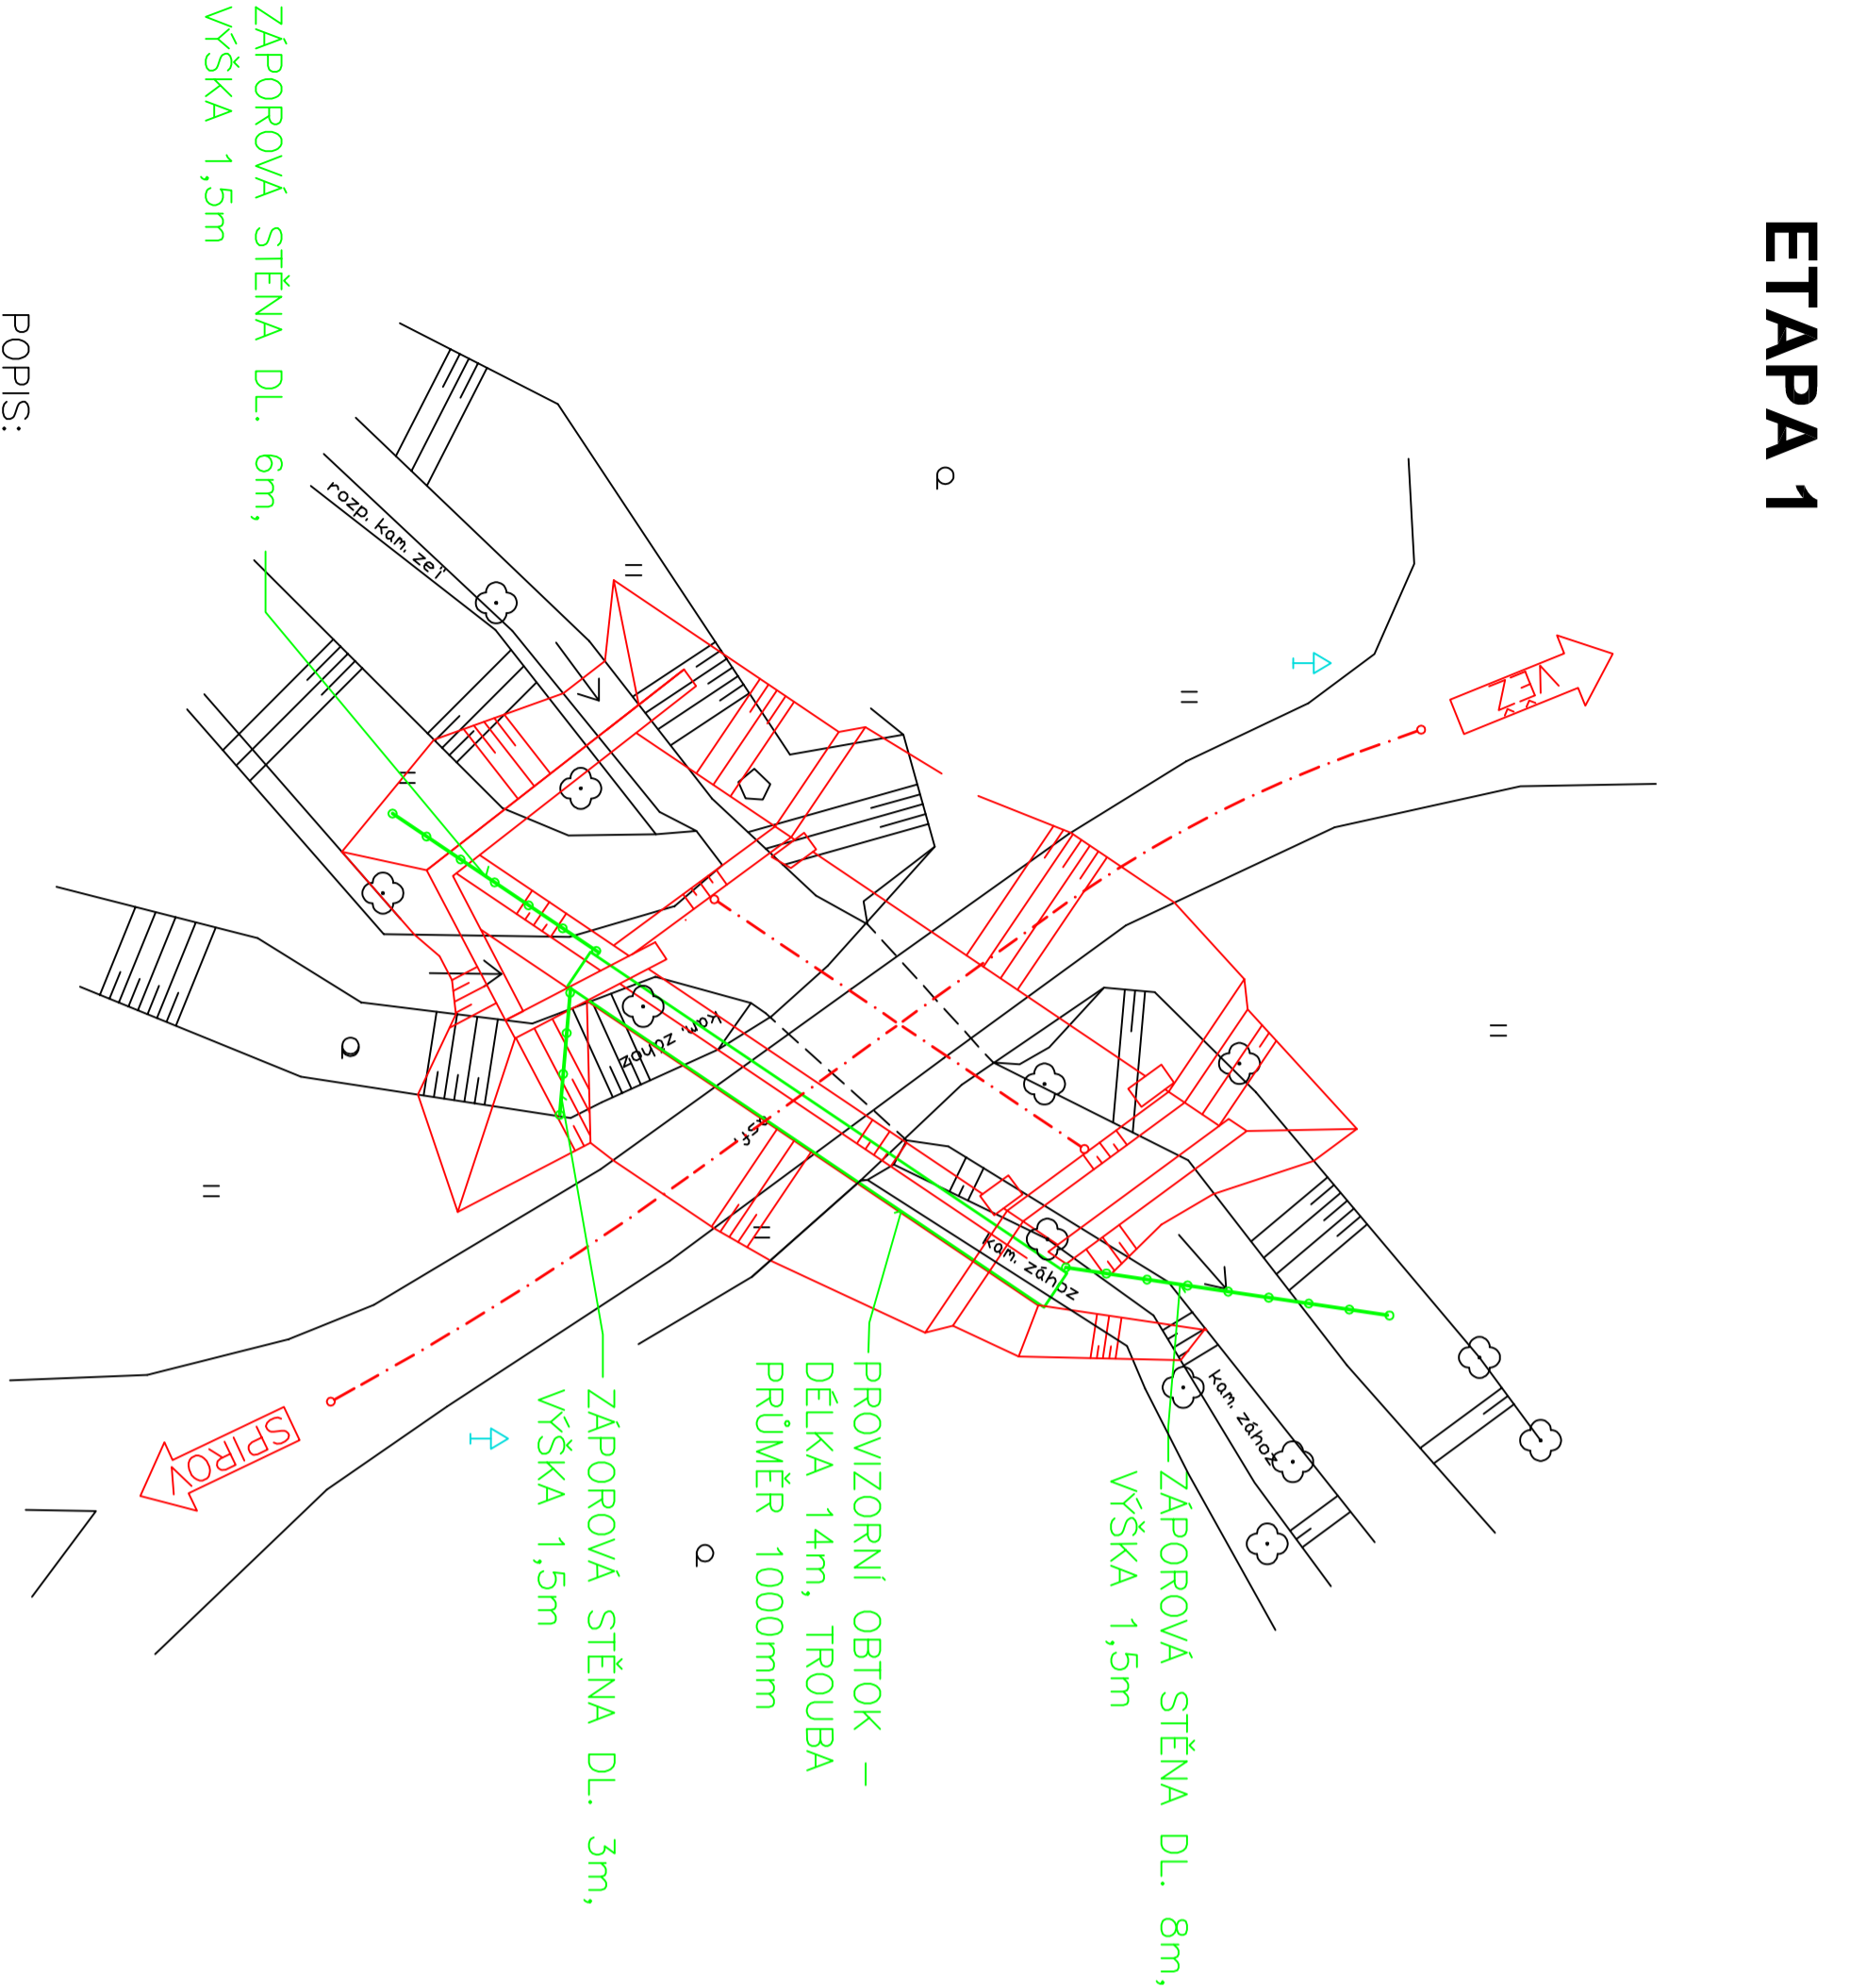 ETAPA 1
VĚŽ
ZÁPOROVÁ STĚNA DL. 8m,
VÝŠKA 1,5m
PROVIZORNÍ OBTOK –
DÉLKA 14m, TROUBA
PRŮMĚR 1000mm
ZÁPOROVÁ STĚNA DL. 3m,
VÝŠKA 1,5m
ZÁPOROVÁ STĚNA DL. 6m,
VÝŠKA 1,5m
rozp. kam. zeï
kam. zához
kam. zához
kam. zához
SPIROV
POPIS: